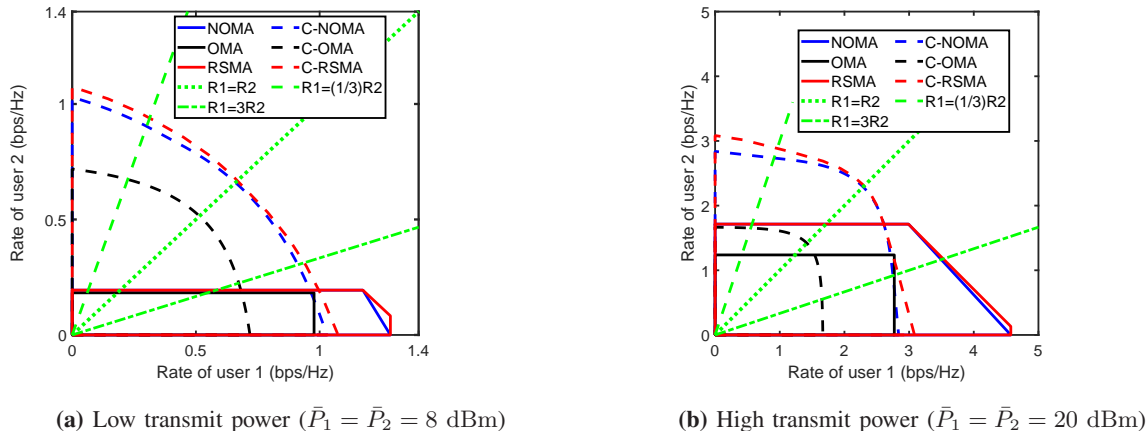 1.4
1
0.5
0
0
0.5
1
1.4
Rate of user 2 (bps/Hz)
Rate of user 1 (bps/Hz)
NOMA
C-NOMA
OMA
C-OMA
RSMA
C-RSMA
R1=R2
R1=(1/3)R2
R1=3R2
(a) Low transmit power (P̄₁ = P̄₂ = 8 dBm)
5
4
3
2
1
0
0
1
2
3
4
5
Rate of user 2 (bps/Hz)
Rate of user 1 (bps/Hz)
NOMA
C-NOMA
OMA
C-OMA
RSMA
C-RSMA
R1=R2
R1=(1/3)R2
R1=3R2
(b) High transmit power (P̄₁ = P̄₂ = 20 dBm)